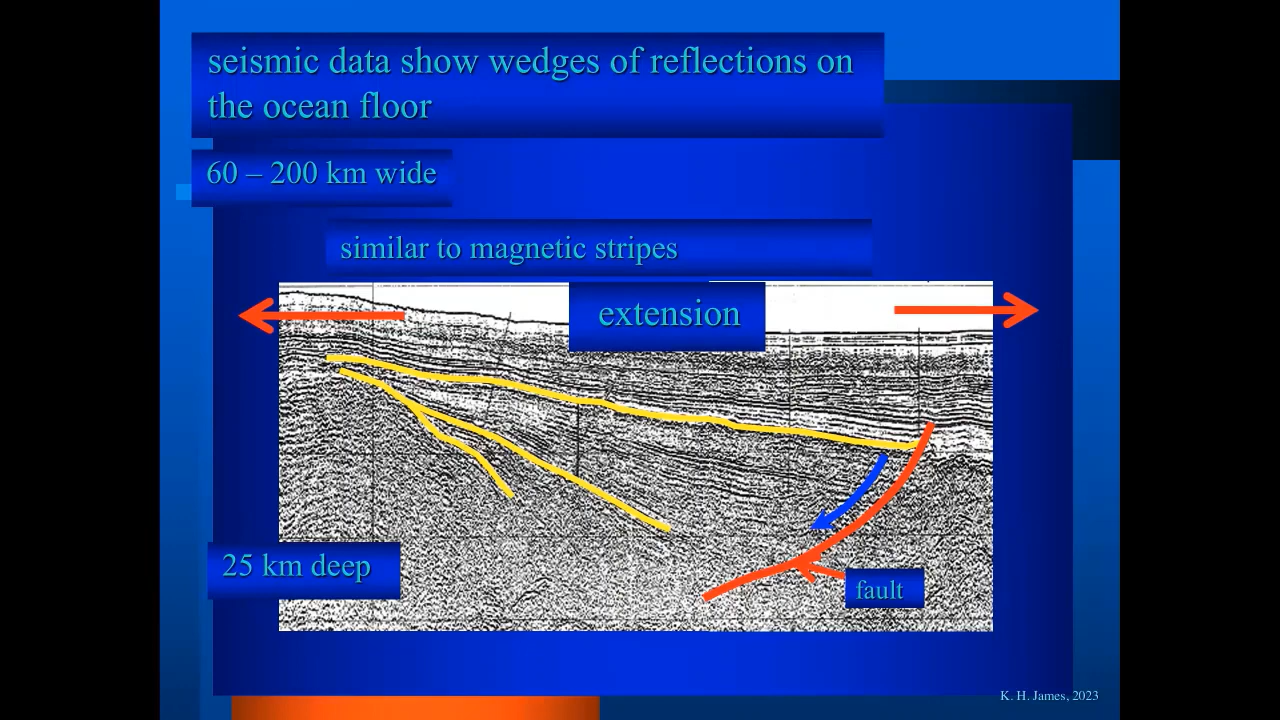 seismic data show wedges of reflections on
the ocean floor
60 – 200 km wide
similar to magnetic stripes
extension
25 km deep
fault
K. H. James, 2023